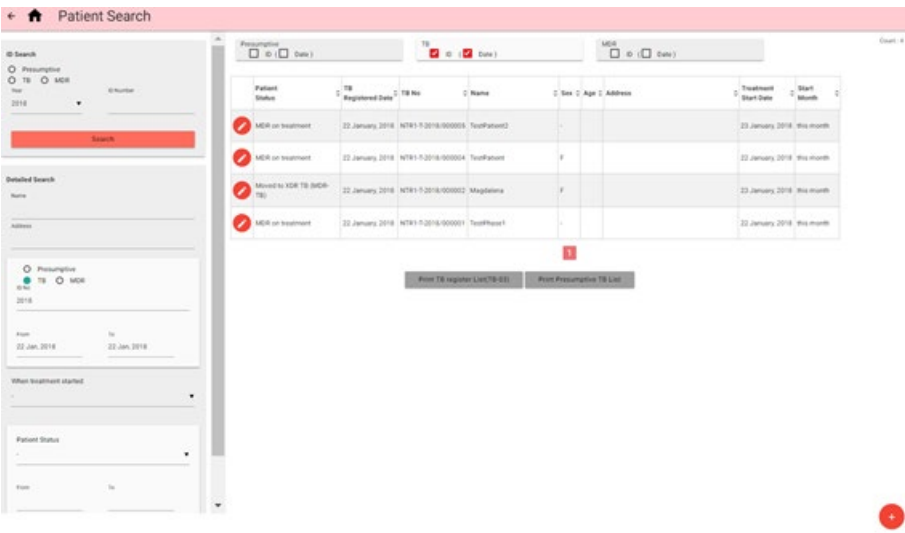 Patient Search
ID Search
Presumptive
TB MDR
Year ID Number
2018
Search
Detailed Search
Name
Address
Presumptive
TB MDR
ID No
2018
From To
22 Jan, 2018 22 Jan, 2018
When treatment started
-
Patient Status
-
From To
Presumptive
ID ( Date )
TB
ID ( Date )
MDR
ID ( Date )
Count : 4
Patient Status TB Registered Date TB No Name Sex Age Address Treatment Start Date Start Month
MDR on treatment 22 January, 2018 NTR1-T-2018/000005 TestPatient2 - 23 January, 2018 this month
MDR on treatment 22 January, 2018 NTR1-T-2018/000004 TestPatient F 22 January, 2018 this month
Moved to XDR TB (MDR-TB) 22 January, 2018 NTR1-T-2018/000002 Magdalena F 23 January, 2018 this month
MDR on treatment 22 January, 2018 NTR1-T-2018/000001 TestPhase1 - 22 January, 2018 this month
1
Print TB register List(TB-03) Print Presumptive TB List
+